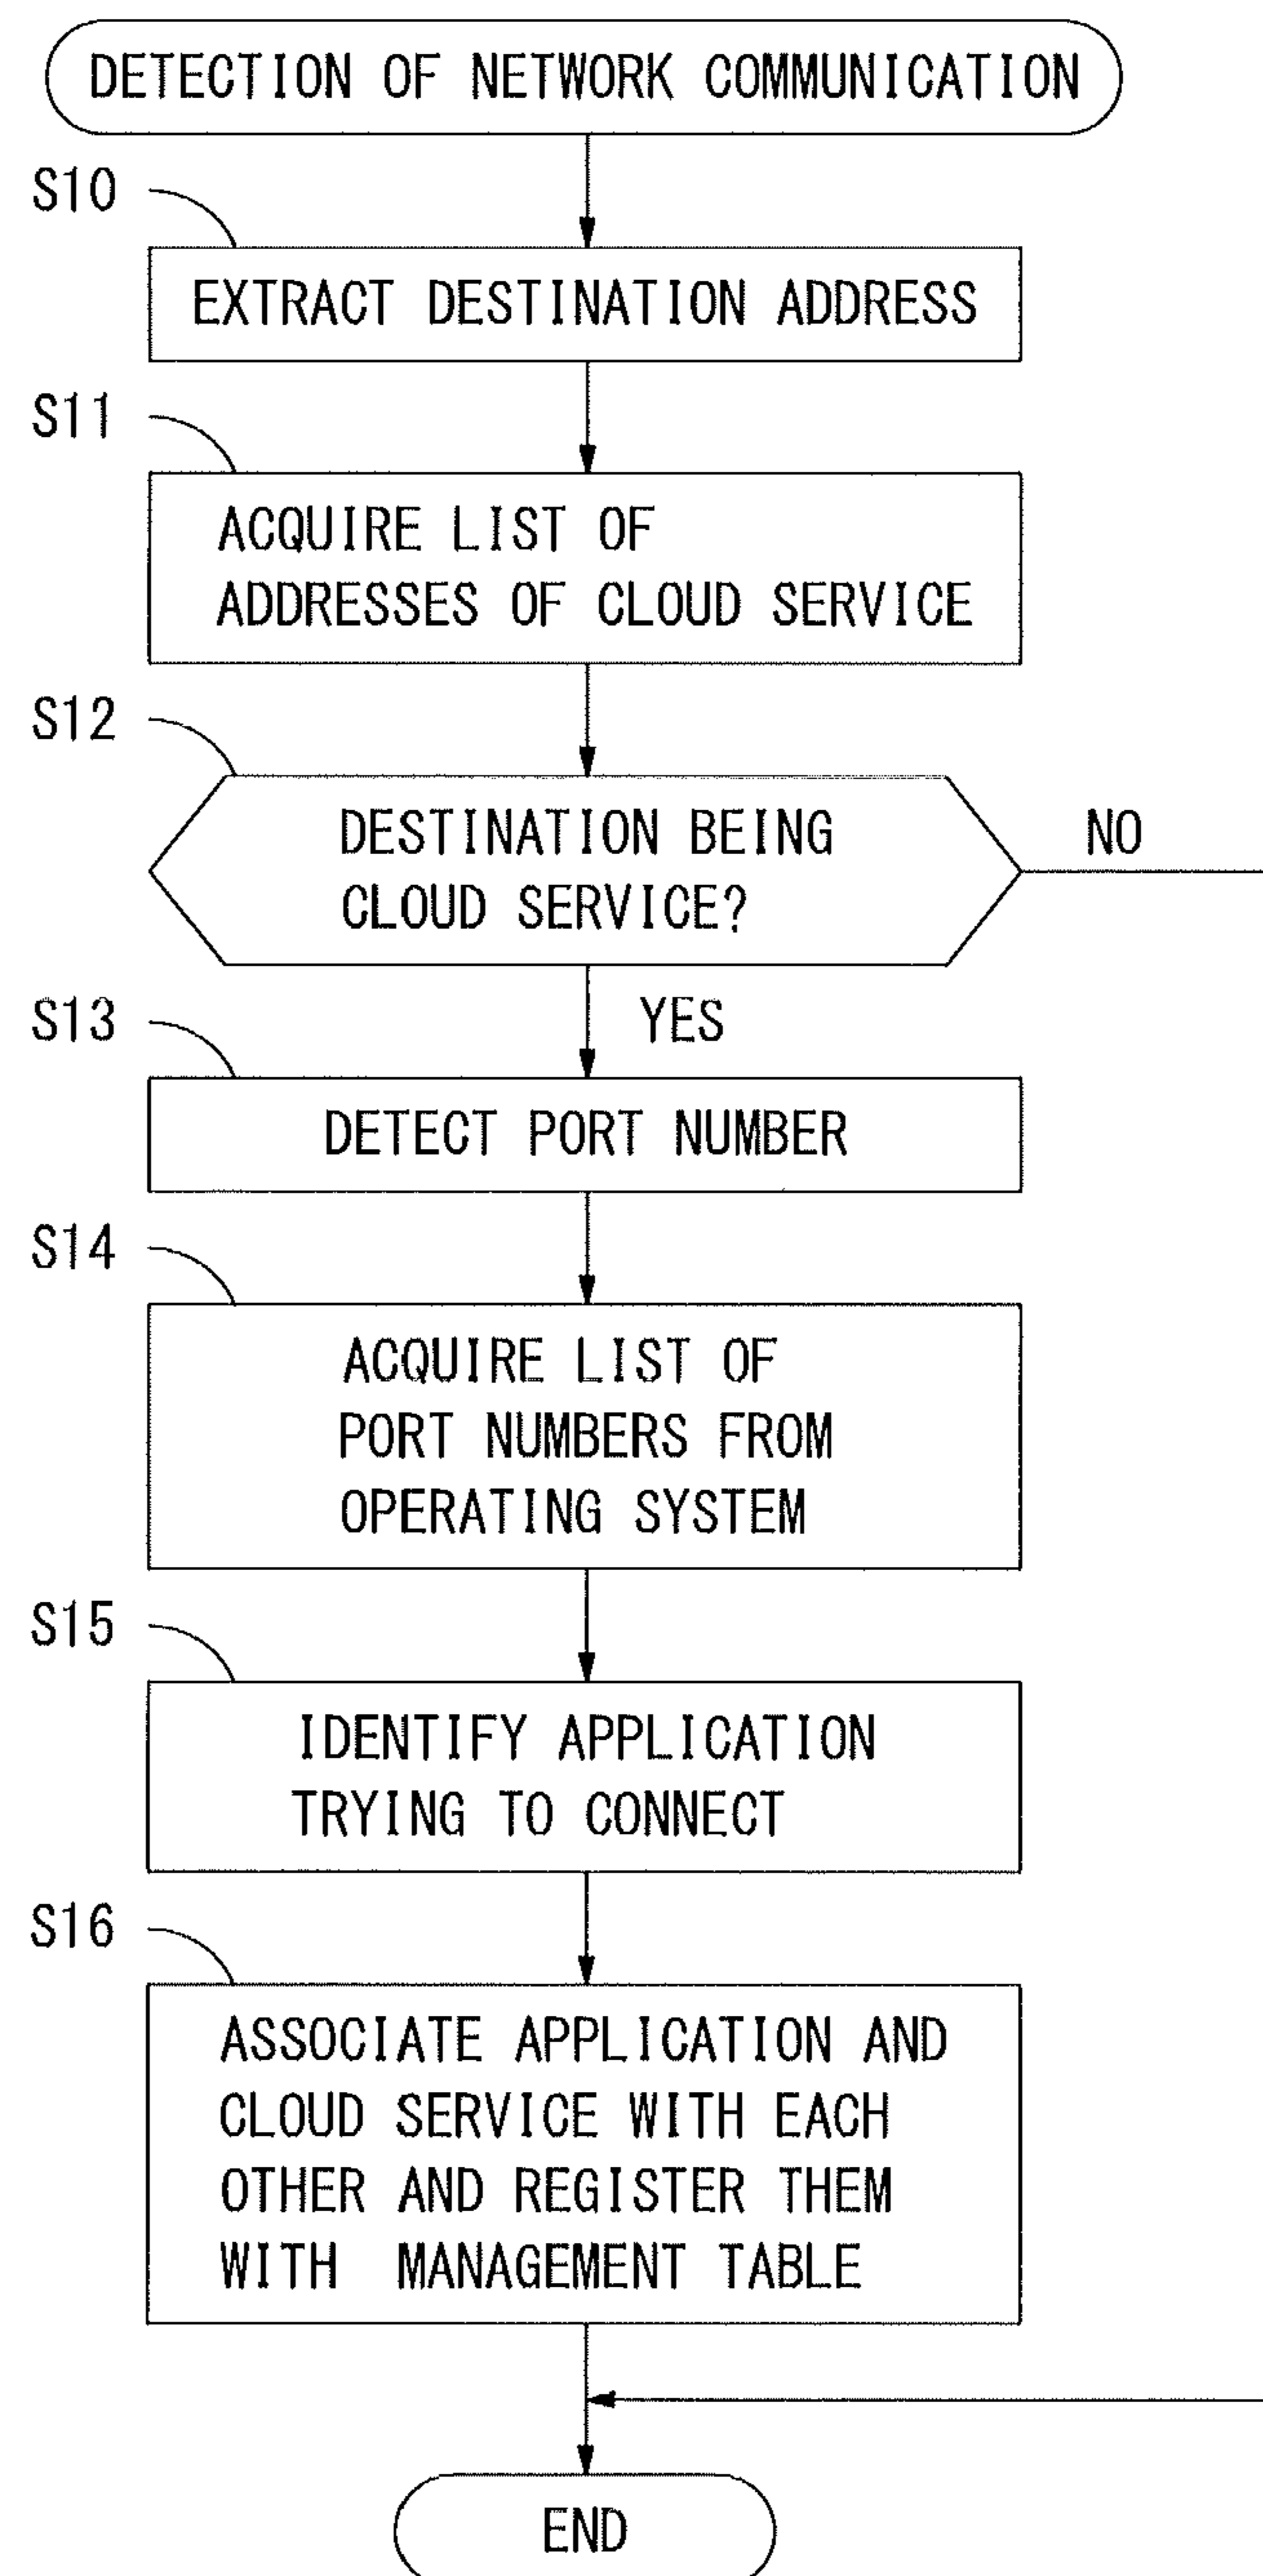 DETECTION OF NETWORK COMMUNICATION
S10
EXTRACT DESTINATION ADDRESS
S11
ACQUIRE LIST OF
ADDRESSES OF CLOUD SERVICE
S12
DESTINATION BEING
CLOUD SERVICE?
NO
YES
S13
DETECT PORT NUMBER
S14
ACQUIRE LIST OF
PORT NUMBERS FROM
OPERATING SYSTEM
S15
IDENTIFY APPLICATION
TRYING TO CONNECT
S16
ASSOCIATE APPLICATION AND
CLOUD SERVICE WITH EACH
OTHER AND REGISTER THEM
WITH MANAGEMENT TABLE
END